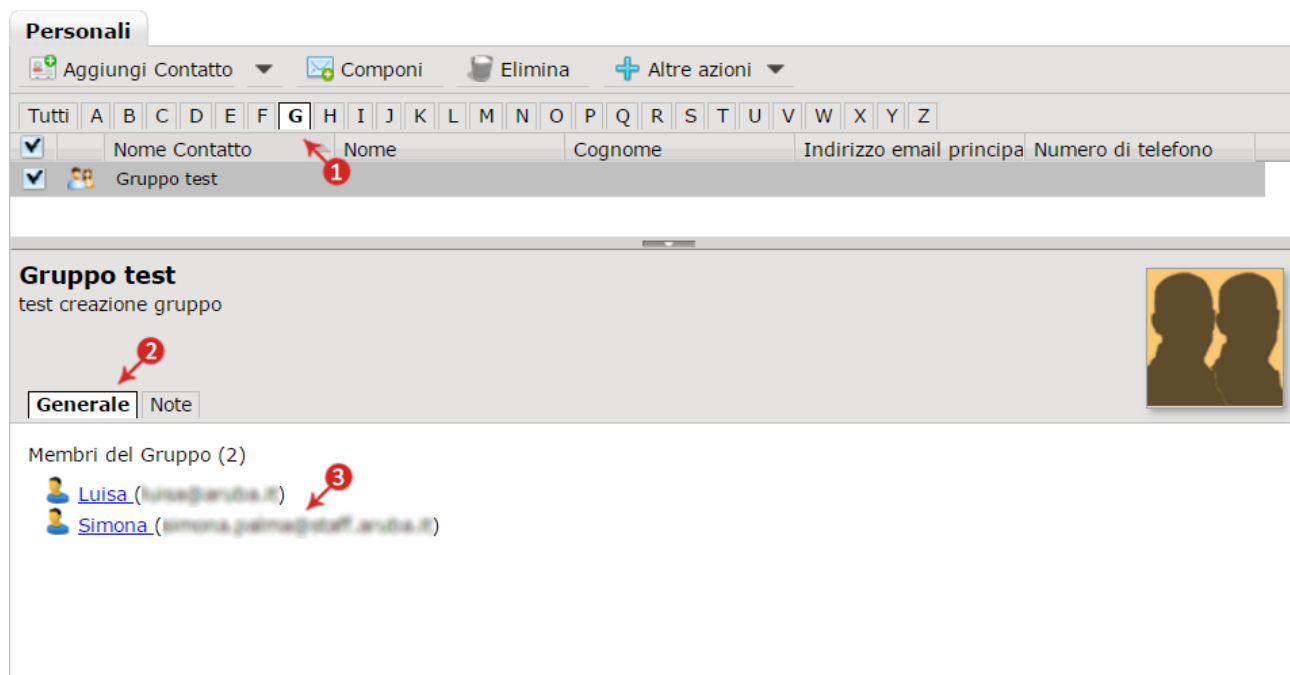 Personali
Aggiungi Contatto Componi Elimina Altre azioni
Tutti A B C D E F G H I J K L M N O P Q R S T U V W X Y Z
Nome Contatto Nome Cognome Indirizzo email principa Numero di telefono
1
Gruppo test
Gruppo test
test creazione gruppo
2
Generale Note
Membri del Gruppo (2)
3
Luisa ( )
Simona ( )